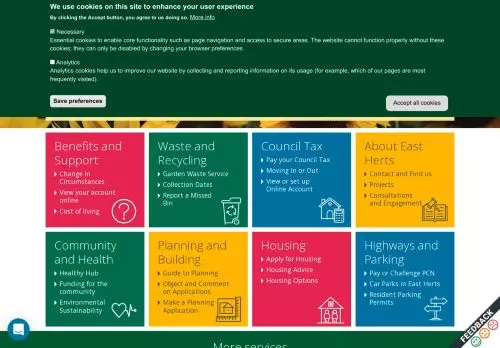 We use cookies on this site to enhance your user experience
By clicking the Accept button, you agree to us doing so. More info
Necessary
Essential cookies to enable core functionality such as page navigation and access to secure areas. The website cannot function properly without these
cookies; they can only be disabled by changing your browser preferences
Analytics
Analytics cookies help us to improve our website by collecting and reporting information on its usage (for example, which of our pages are most
frequently visited).
Save preferences
Accept all cookies
Benefits and
Support
Change in
Circumstances
View your account
online
Cost of living
Waste and
Recycling
Garden Waste Service
Collection Dates
Report a Missed
Bin
Council Tax
Pay your Council Tax
Moving In or Out
View or set up
Online Account
About East
Herts
Contact and Find us
Projects
Consultations
and Engagement
Community
and Health
Healthy Hub
Funding for the
community
Environmental
Sustainability
Planning and
Building
Guide to Planning
Object and Comment
on Applications
Make a Planning
Application
Housing
Apply for Housing
Housing Advice
Housing Options
Highways and
Parking
Pay or Challenge PCN
Car Parks in East Herts
Resident Parking
Permits
FEEDBACK
More services